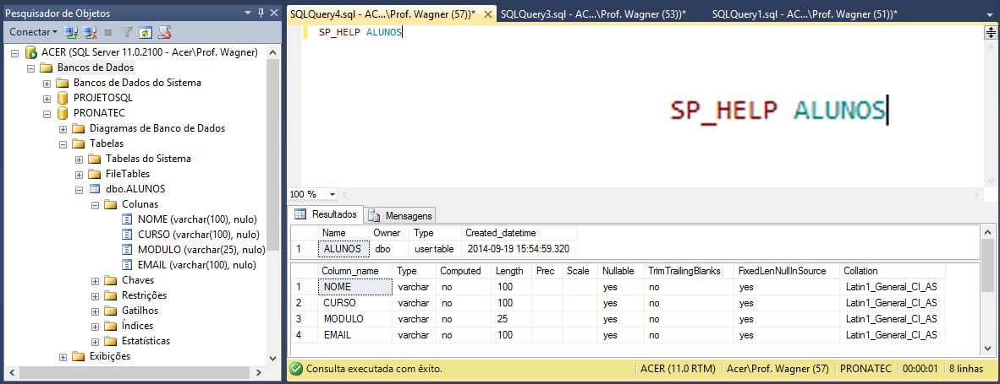 Pesquisador de Objetos
Conectar
ACER (SQL Server 11.0.2100 - Acer\Prof. Wagner)
Bancos de Dados
Bancos de Dados do Sistema
PROJETOSQL
PRONATEC
Diagramas de Banco de Dados
Tabelas
Tabelas do Sistema
FileTables
dbo.ALUNOS
Colunas
NOME (varchar(100), nulo)
CURSO (varchar(100), nulo)
MODULO (varchar(25), nulo)
EMAIL (varchar(100), nulo)
Chaves
Restrições
Gatilhos
Índices
Estatísticas
Exibições
SQLQuery4.sql - AC...\Prof. Wagner (57))* SQLQuery3.sql - AC...\Prof. Wagner (53))* SQLQuery1.sql - AC...\Prof. Wagner (51))*
SP_HELP ALUNOS
SP_HELP ALUNOS
100 %
Resultados Mensagens
Name Owner Type Created_datetime
1 ALUNOS dbo user table 2014-09-19 15:54:59.320
Column_name Type Computed Length Prec Scale Nullable TrimTrailingBlanks FixedLenNullInSource Collation
1 NOME varchar no 100 yes no yes Latin1_General_CI_AS
2 CURSO varchar no 100 yes no yes Latin1_General_CI_AS
3 MODULO varchar no 25 yes no yes Latin1_General_CI_AS
4 EMAIL varchar no 100 yes no yes Latin1_General_CI_AS
Consulta executada com êxito. ACER (11.0 RTM) Acer\Prof. Wagner (57) PRONATEC 00:00:01 8 linhas